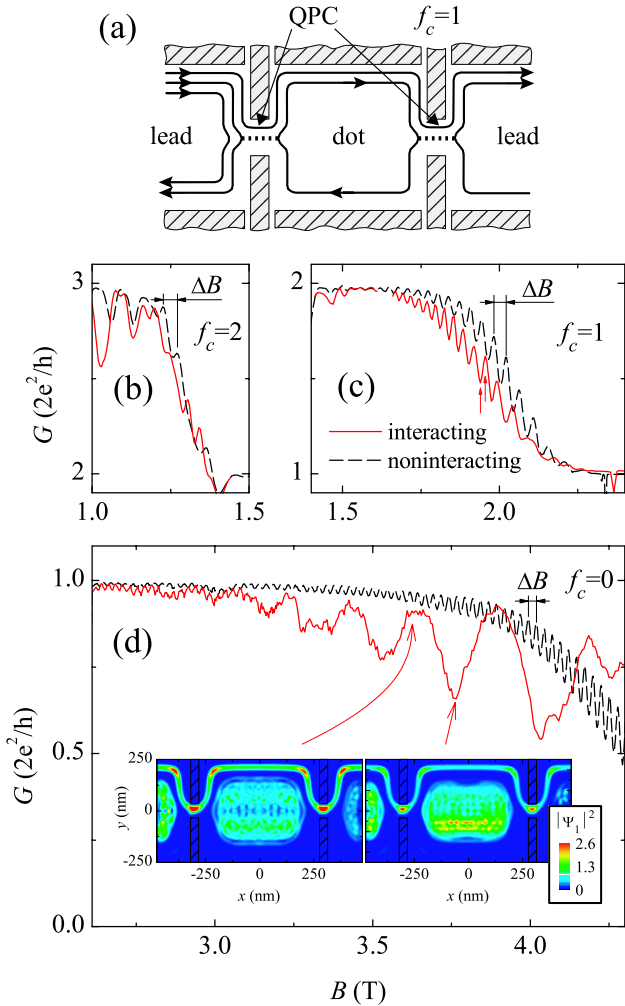 (a)
QPC
f_c=1
lead
dot
lead
3
ΔB
f_c=2
(b)
2
1.0
1.5
G (2e²/h)
2
ΔB
f_c=1
(c)
interacting
noninteracting
1
1.5
2.0
1.0
ΔB
f_c=0
(d)
0.5
0.0
G (2e²/h)
250
0
-250
y (nm)
-250
0
250
-250
0
250
x (nm)
x (nm)
|Ψ₁|²
2.6
1.3
0
3.0
3.5
4.0
B (T)